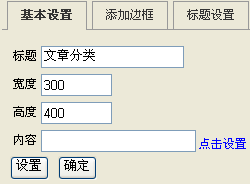 基本设置 添加边框 标题设置
标题 文章分类
宽度 300
高度 400
内容 点击设置
设置 确定